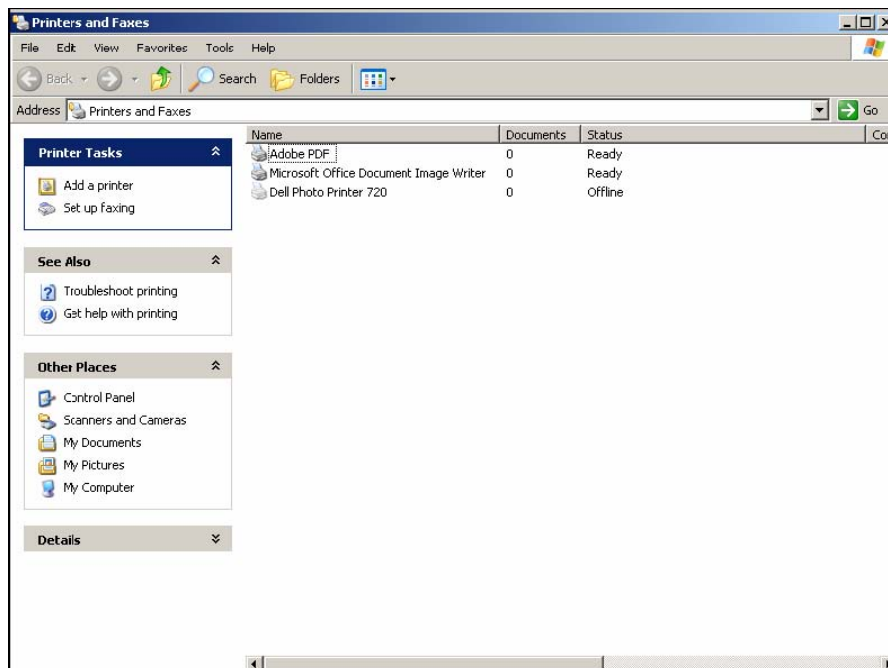 Printers and Faxes
File Edit View Favorites Tools Help
Back Search Folders
Address Printers and Faxes Go
Printer Tasks
Add a printer
Set up faxing
See Also
Troubleshoot printing
Get help with printing
Other Places
Control Panel
Scanners and Cameras
My Documents
My Pictures
My Computer
Details
Name Documents Status Co
Adobe PDF 0 Ready
Microsoft Office Document Image Writer 0 Ready
Dell Photo Printer 720 0 Offline